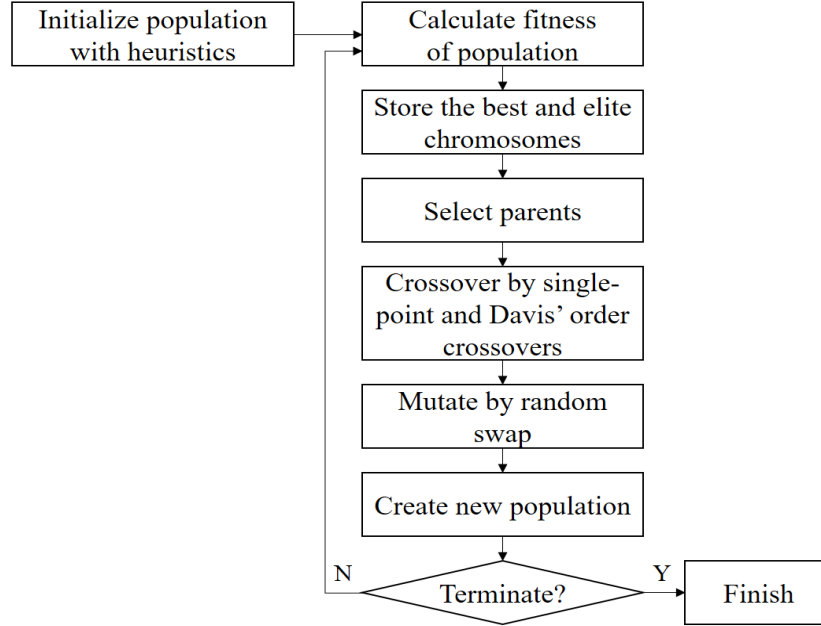 Initialize population
with heuristics
Calculate fitness
of population
Store the best and elite
chromosomes
Select parents
Crossover by single-
point and Davis’ order
crossovers
Mutate by random
swap
Create new population
N
Terminate?
Y
Finish